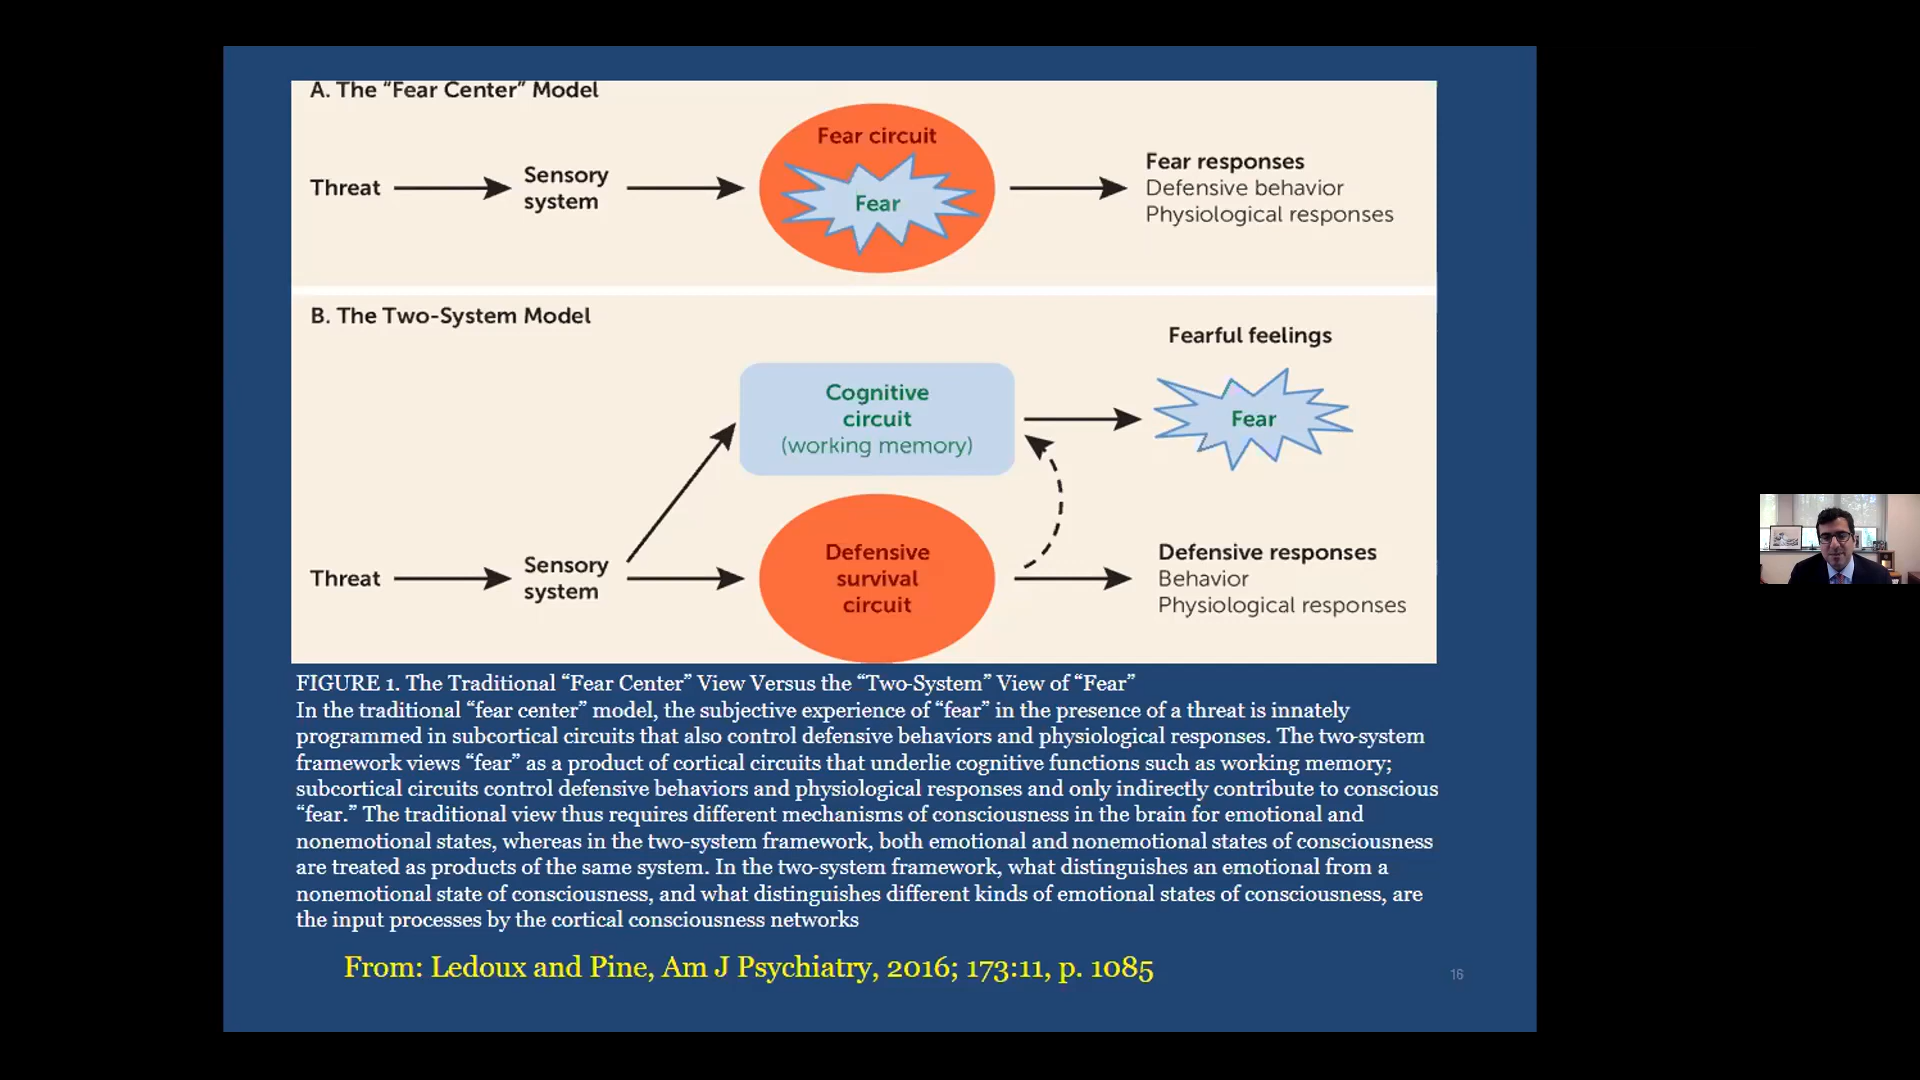 A. The “Fear Center” Model
Threat
Sensory
system
Fear circuit
Fear
Fear responses
Defensive behavior
Physiological responses
B. The Two-System Model
Fearful feelings
Cognitive
circuit
(working memory)
Fear
Threat
Sensory
system
Defensive
survival
circuit
Defensive responses
Behavior
Physiological responses
FIGURE 1. The Traditional “Fear Center” View Versus the “Two-System” View of “Fear”
In the traditional “fear center” model, the subjective experience of “fear” in the presence of a threat is innately
programmed in subcortical circuits that also control defensive behaviors and physiological responses. The two-system
framework views “fear” as a product of cortical circuits that underlie cognitive functions such as working memory;
subcortical circuits control defensive behaviors and physiological responses and only indirectly contribute to conscious
“fear.” The traditional view thus requires different mechanisms of consciousness in the brain for emotional and
nonemotional states, whereas in the two-system framework, both emotional and nonemotional states of consciousness
are treated as products of the same system. In the two-system framework, what distinguishes an emotional from a
nonemotional state of consciousness, and what distinguishes different kinds of emotional states of consciousness, are
the input processes by the cortical consciousness networks
From: Ledoux and Pine, Am J Psychiatry, 2016; 173:11, p. 1085
16